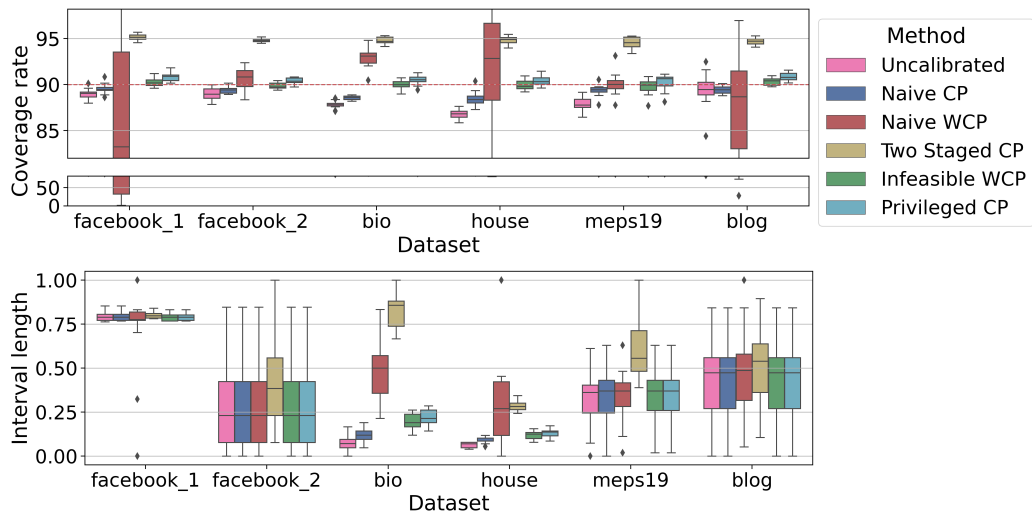 Coverage rate
95
90
85
50
0
facebook_1 facebook_2 bio house meps19 blog
Dataset
Method
Uncalibrated
Naive CP
Naive WCP
Two Staged CP
Infeasible WCP
Privileged CP
Interval length
1.00
0.75
0.50
0.25
0.00
facebook_1 facebook_2 bio house meps19 blog
Dataset